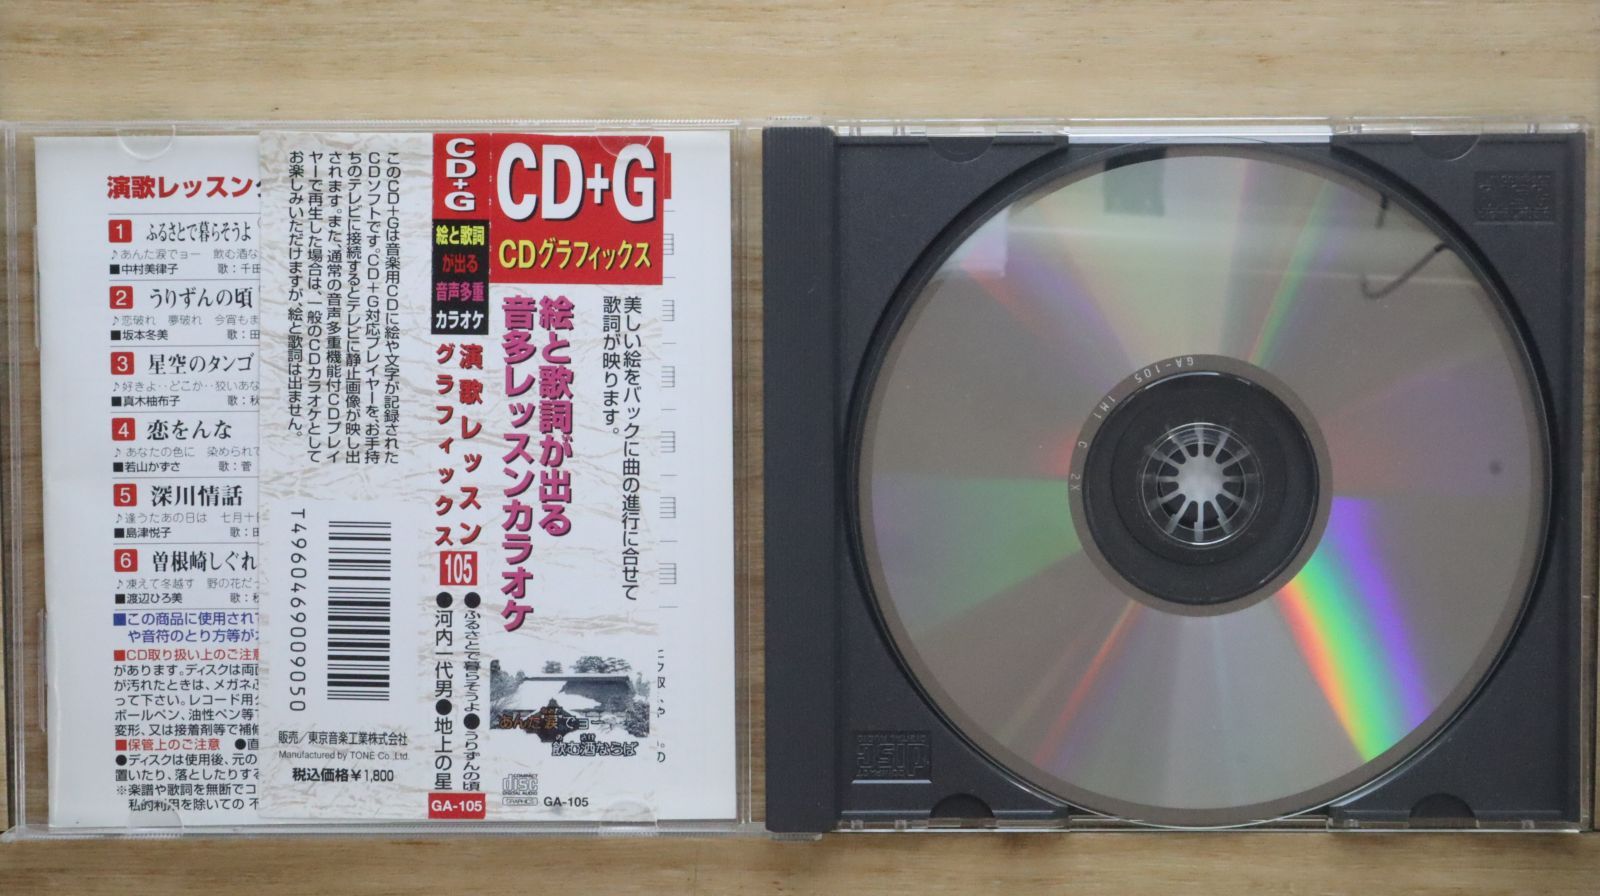 演歌レッスン
1 ふるさとで暮らそうよ
♪あんた涙でョー 飲む酒な
■中村美律子 歌：千田
2 うりずんの頃
♪恋破れ 夢破れ 今宵もま
■坂本冬美 歌：田
3 星空のタンゴ
♪好きよ‥どこか‥狡いあな
■真木柚布子 歌：秋
4 恋をんな
♪あなたの色に 染められて
■若山かずさ 歌：菅
5 深川情話
♪逢うたあの日は 七月十日
■島津悦子 歌：田
6 曽根崎しぐれ
♪凍えて冬越す 野の花だっ
■渡辺ひろ美 歌：秋
■この商品に使用されて
や音符のとり方等が
■CD取り扱い上のご注意
があります。ディスクは両面
が汚れたときは、メガネふ
って下さい。レコード用ク
ボールペン、油性ペン等で
変形、又は接着剤等で補修
■保管上のご注意 ●直
●ディスクは使用後、元の
置いたり、落としたりする
※楽譜や歌詞を無断でコ
私的利用を除いての 不
このCD+Gは音楽用CDに絵や文字が記録された
CDソフトです。CD+G対応プレイヤーを、お手持
ちのテレビに接続するとテレビに静止画像が映し出
されます。また、通常の音声多重機能付CDプレイ
ヤーで再生した場合は、一般のCDカラオケとして
お楽しみいただけますが、絵と歌詞は出ません。
T4960469009050
販売／東京音楽工業株式会社
Manufactured by TONE Co.,Ltd.
税込価格￥1,800
CD+G
絵と歌詞
が出る
音声多重
カラオケ
演歌レッスン
グラフィックス
105
●ふるさとで暮らそうよ●うりずんの頃
●河内一代男●地上の星
GA-105
CD+G
CDグラフィックス
美しい絵をバックに曲の進行に合せて
歌詞が映ります。
絵と歌詞が出る
音多レッスンカラオケ
あんた涙でョー
飲む酒ならば
COMPACT
disc
DIGITAL AUDIO
GRAPHICS
GA-105
GA-105 1M1 C 2X